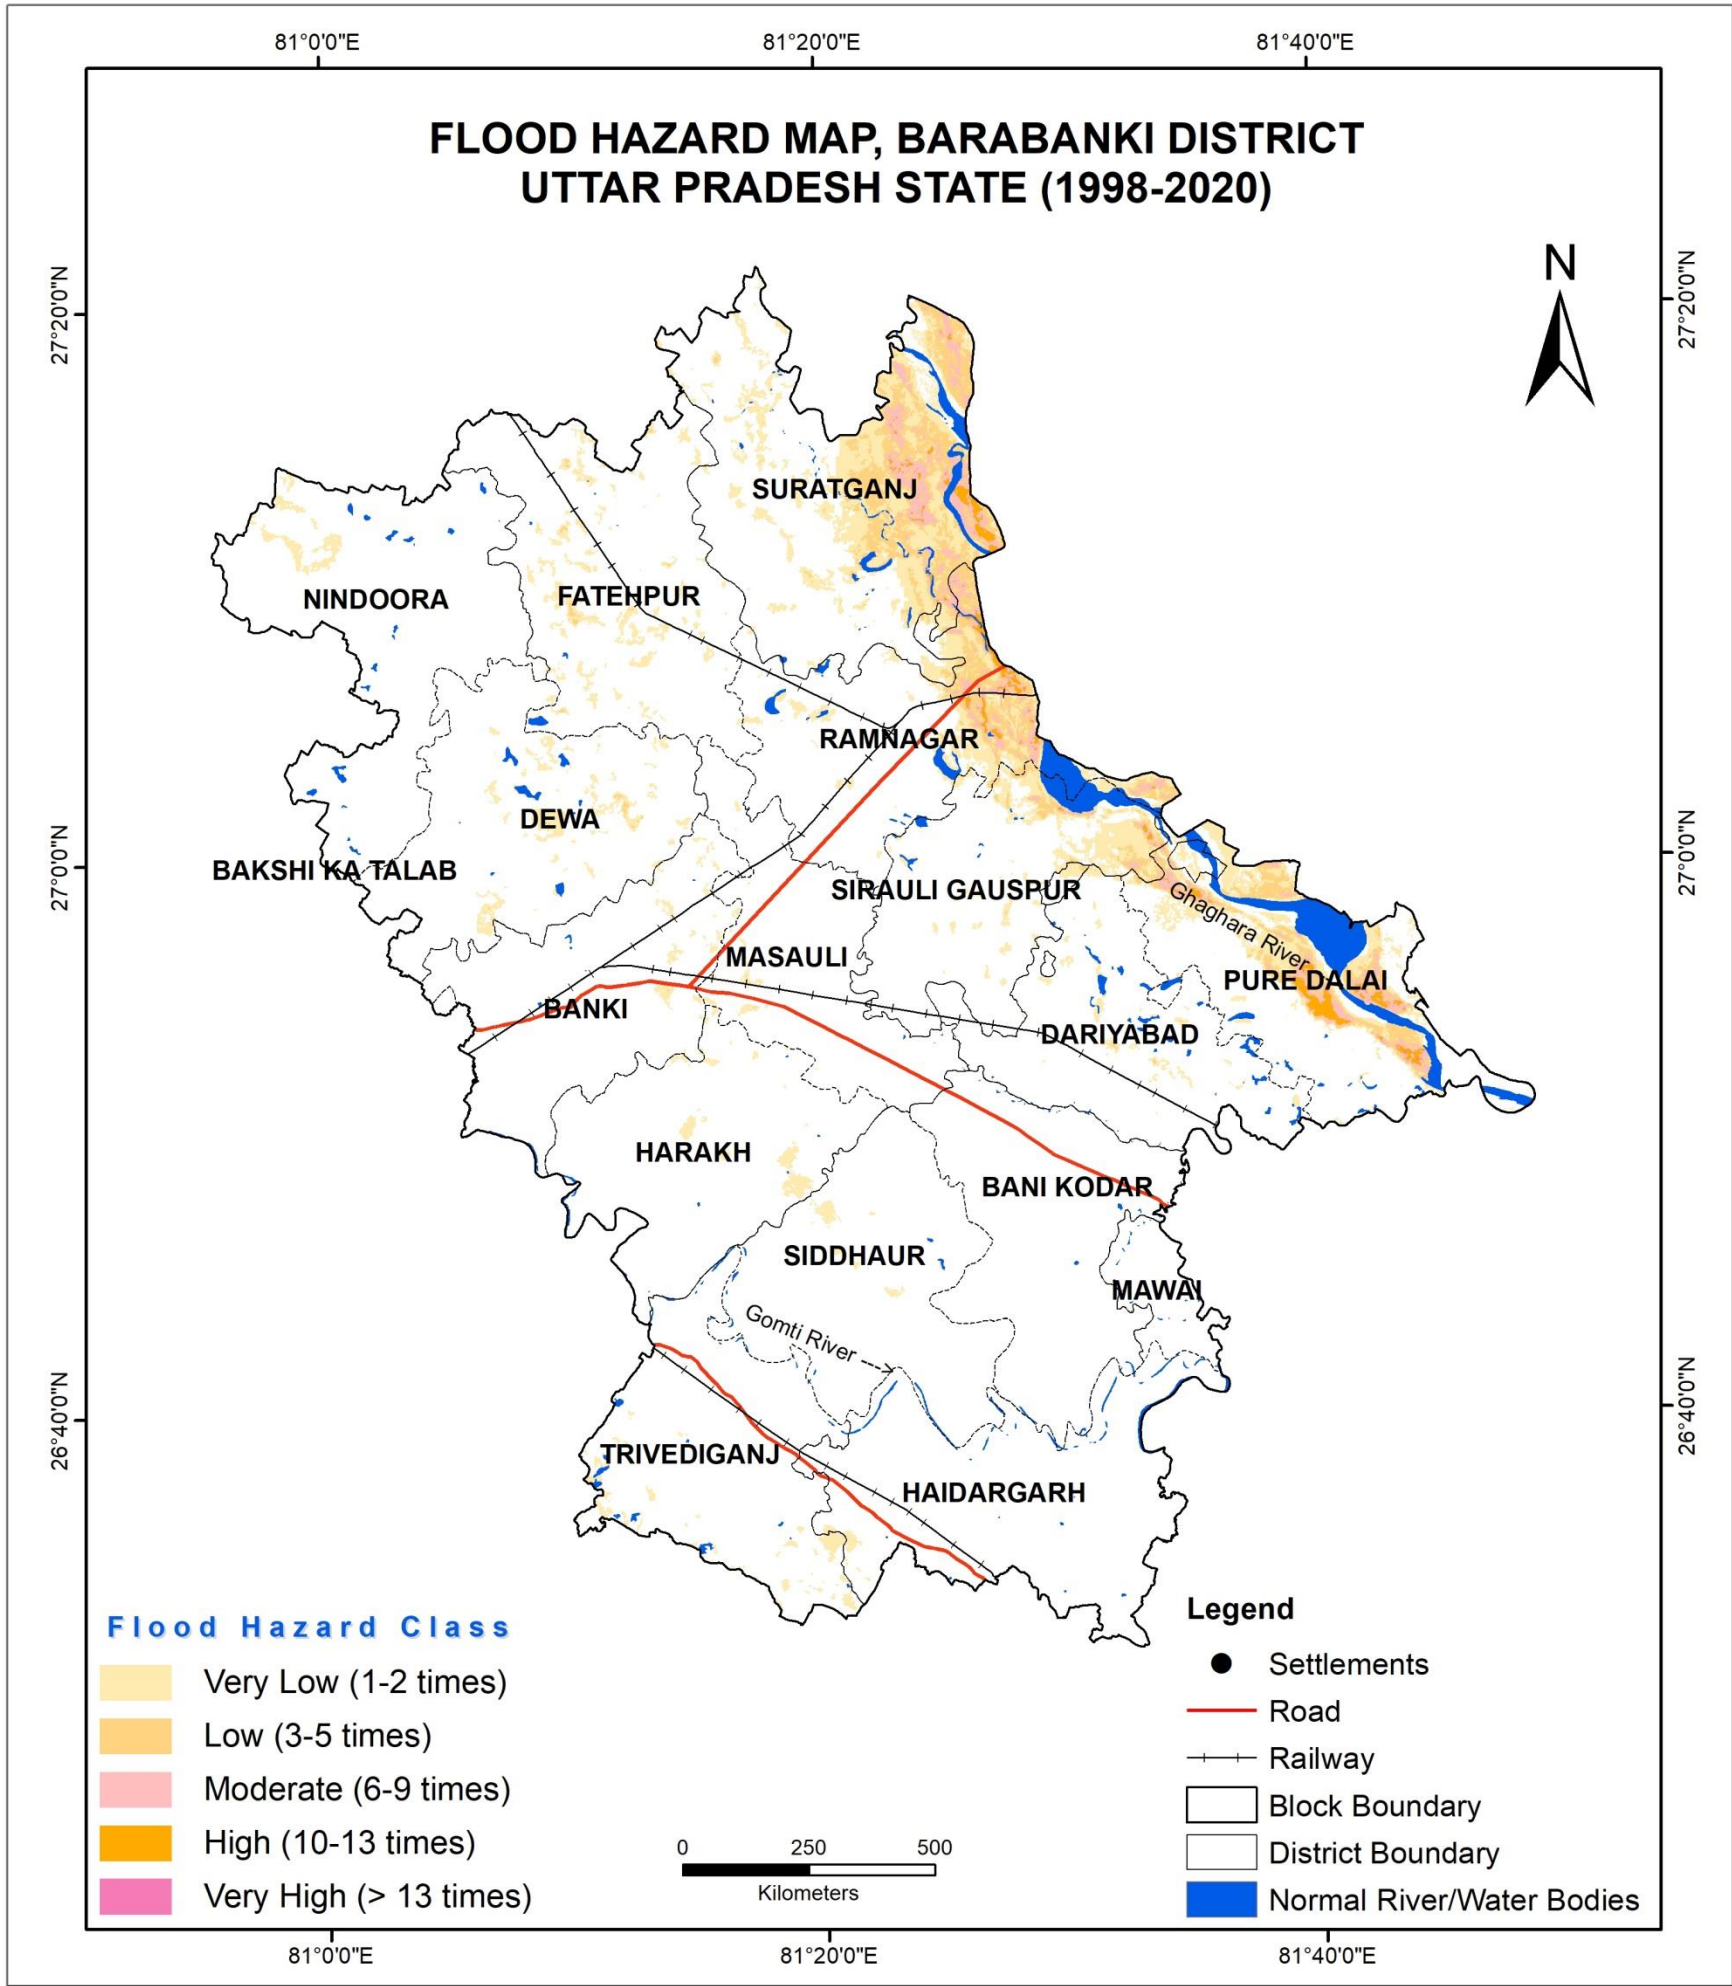 81°0'0"E
81°20'0"E
81°40'0"E
FLOOD HAZARD MAP, BARABANKI DISTRICT
UTTAR PRADESH STATE (1998-2020)
N
27°20'0"N
27°20'0"N
SURATGANJ
NINDOORA
FATEHPUR
RAMNAGAR
DEWA
27°0'0"N
27°0'0"N
BAKSHI KA TALAB
SIRAULI GAUSPUR
Ghaghara River
MASAULI
PURE DALAI
BANKI
DARIYABAD
HARAKH
BANI KODAR
SIDDHAUR
MAWAI
Gomti River
26°40'0"N
26°40'0"N
TRIVEDIGANJ
HAIDARGARH
Flood Hazard Class
Very Low (1-2 times)
Low (3-5 times)
Moderate (6-9 times)
High (10-13 times)
Very High (> 13 times)
0 250 500
Kilometers
Legend
Settlements
Road
Railway
Block Boundary
District Boundary
Normal River/Water Bodies
81°0'0"E
81°20'0"E
81°40'0"E